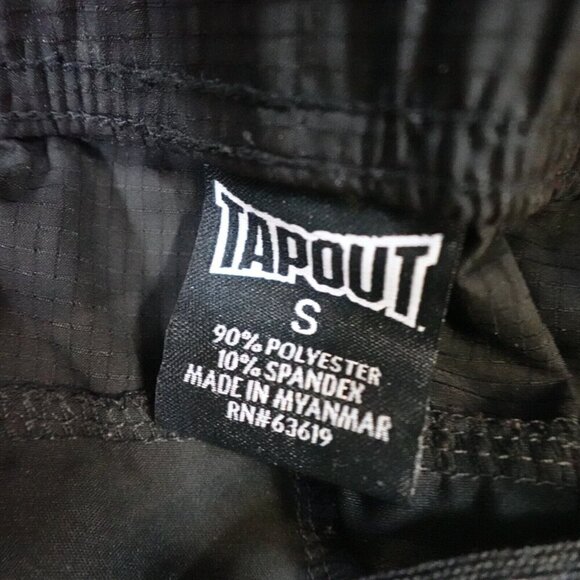 TAPOUT
S
90% POLYESTER
10% SPANDEX
MADE IN MYANMAR
RN#63619